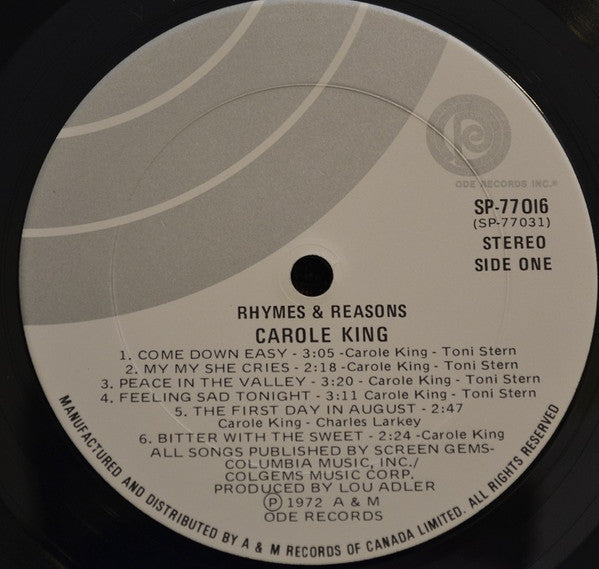 ODE RECORDS INC.®
SP-77016
(SP-77031)
STEREO
SIDE ONE
RHYMES & REASONS
CAROLE KING
1. COME DOWN EASY - 3:05 -Carole King - Toni Stern
2. MY MY SHE CRIES - 2:18 -Carole King - Toni Stern
3. PEACE IN THE VALLEY - 3:20 - Carole King - Toni Stern
4. FEELING SAD TONIGHT - 3:11 Carole King - Toni Stern
5. THE FIRST DAY IN AUGUST - 2:47
Carole King - Charles Larkey
6. BITTER WITH THE SWEET - 2:24 -Carole King
ALL SONGS PUBLISHED BY SCREEN GEMS-
COLUMBIA MUSIC, INC./
COLGEMS MUSIC CORP.
PRODUCED BY LOU ADLER
Ⓟ 1972 A & M
ODE RECORDS
MANUFACTURED AND DISTRIBUTED BY A & M RECORDS OF CANADA LIMITED. ALL RIGHTS RESERVED